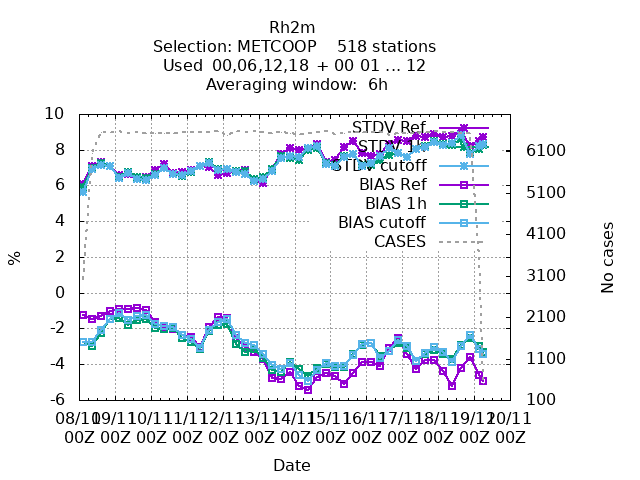 Rh2m
Selection: METCOOP 518 stations
Used 00,06,12,18 + 00 01 ... 12
Averaging window: 6h
STDV Ref
STDV 1h
STDV cutoff
BIAS Ref
BIAS 1h
BIAS cutoff
CASES
10
8
6
4
2
0
-2
-4
-6
%
6100
5100
4100
3100
2100
1100
100
No cases
08/11 09/11 10/11 11/11 12/11 13/11 14/11 15/11 16/11 17/11 18/11 19/11 20/11
00Z 00Z 00Z 00Z 00Z 00Z 00Z 00Z 00Z 00Z 00Z 00Z 00Z
Date